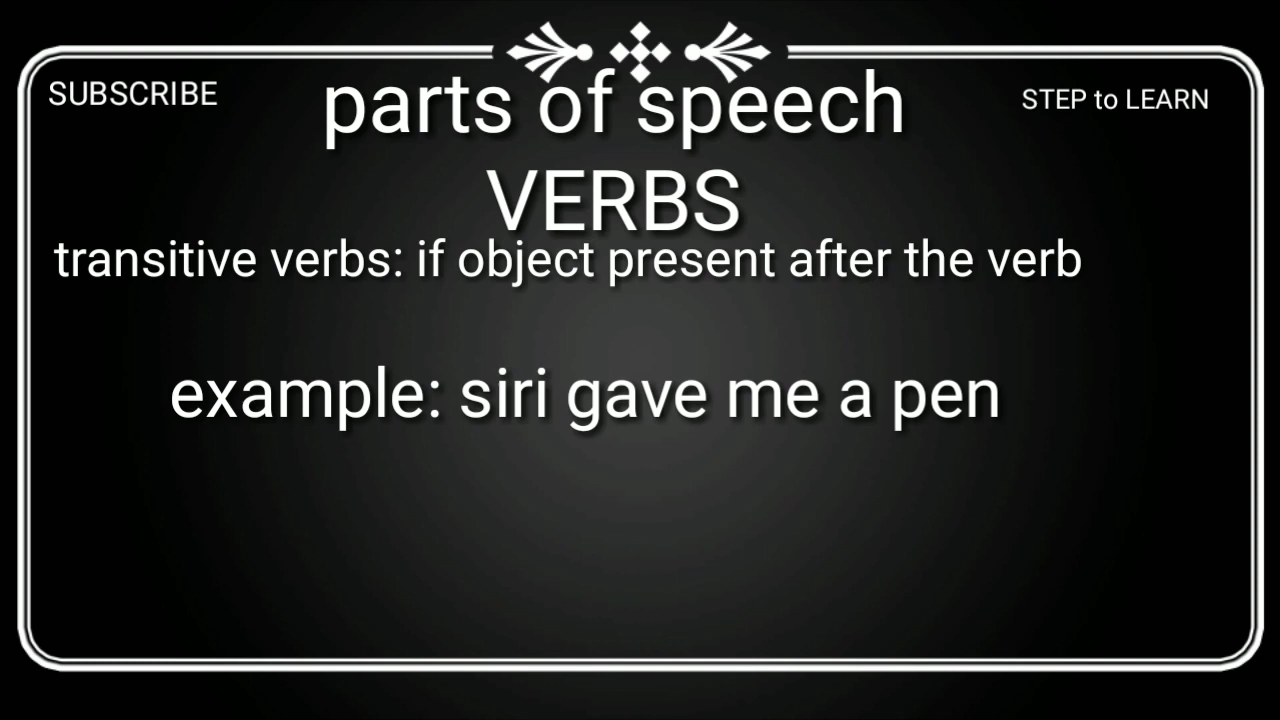 SUBSCRIBE
STEP to LEARN
parts of speech
VERBS
transitive verbs: if object present after the verb
example: siri gave me a pen